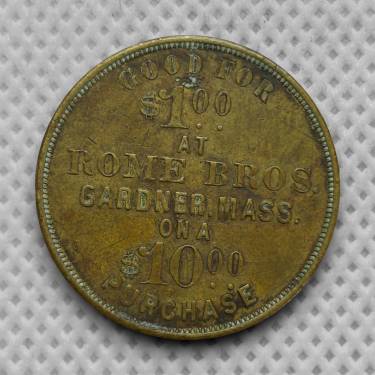 GOOD FOR
$1.00
AT
ROME BROS.
GARDNER, MASS.
ON A
$10.00
PURCHASE